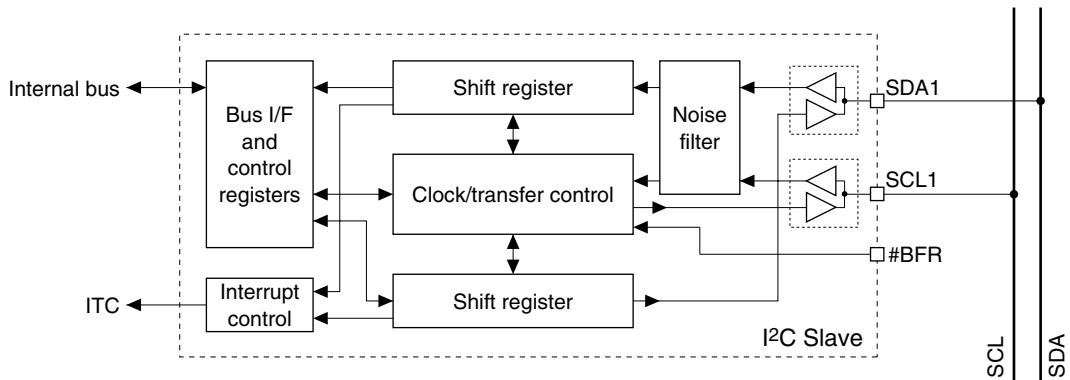 Internal bus
Bus I/F
and
control
registers
Shift register
Noise
filter
SDA1
Clock/transfer control
SCL1
#BFR
ITC
Interrupt
control
Shift register
I2C Slave
SCL
SDA